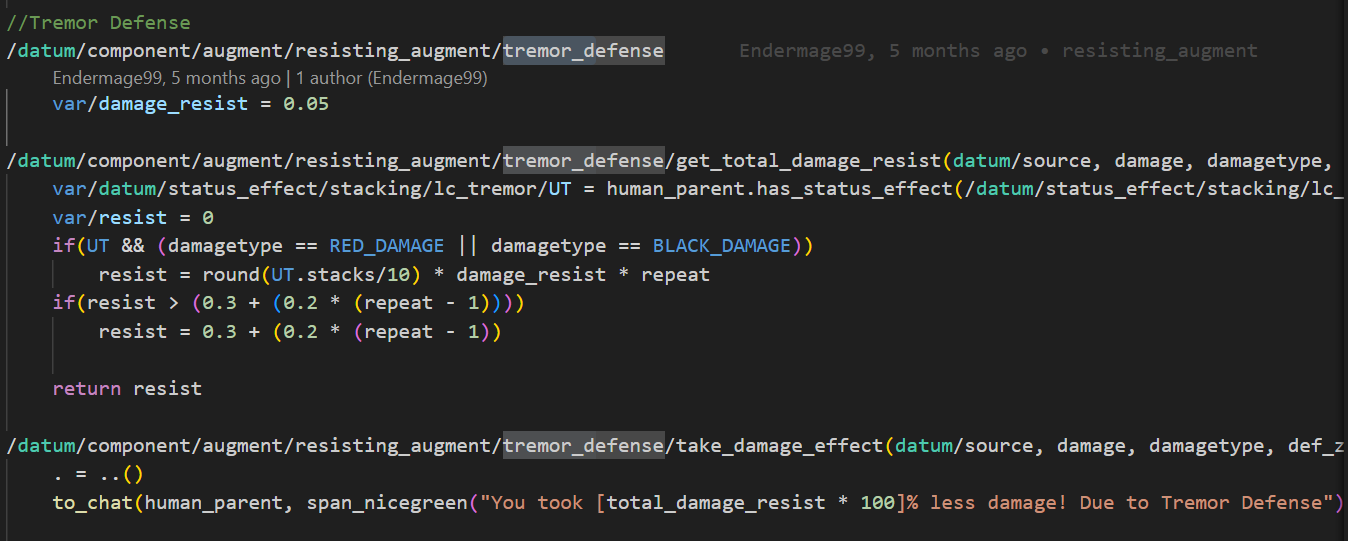 //Tremor Defense
/datum/component/augment/resisting_augment/tremor_defense Endermage99, 5 months ago • resisting_augment
Endermage99, 5 months ago | 1 author (Endermage99)
var/damage_resist = 0.05
/datum/component/augment/resisting_augment/tremor_defense/get_total_damage_resist(datum/source, damage, damagetype,
var/datum/status_effect/stacking/lc_tremor/UT = human_parent.has_status_effect(/datum/status_effect/stacking/lc_
var/resist = 0
if(UT && (damagetype == RED_DAMAGE || damagetype == BLACK_DAMAGE))
resist = round(UT.stacks/10) * damage_resist * repeat
if(resist > (0.3 + (0.2 * (repeat - 1))))
resist = 0.3 + (0.2 * (repeat - 1))
return resist
/datum/component/augment/resisting_augment/tremor_defense/take_damage_effect(datum/source, damage, damagetype, def_z
. = ..()
to_chat(human_parent, span_nicegreen("You took [total_damage_resist * 100]% less damage! Due to Tremor Defense")